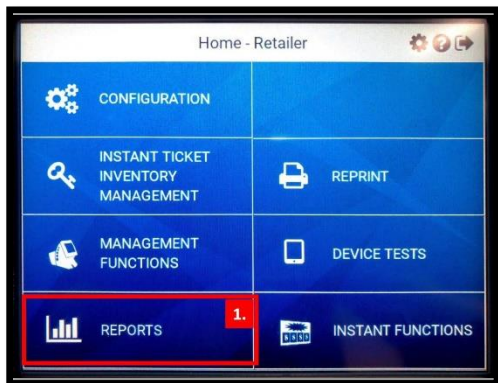 Home - Retailer
CONFIGURATION
INSTANT TICKET
INVENTORY
MANAGEMENT
REPRINT
MANAGEMENT
FUNCTIONS
DEVICE TESTS
REPORTS
1.
INSTANT FUNCTIONS